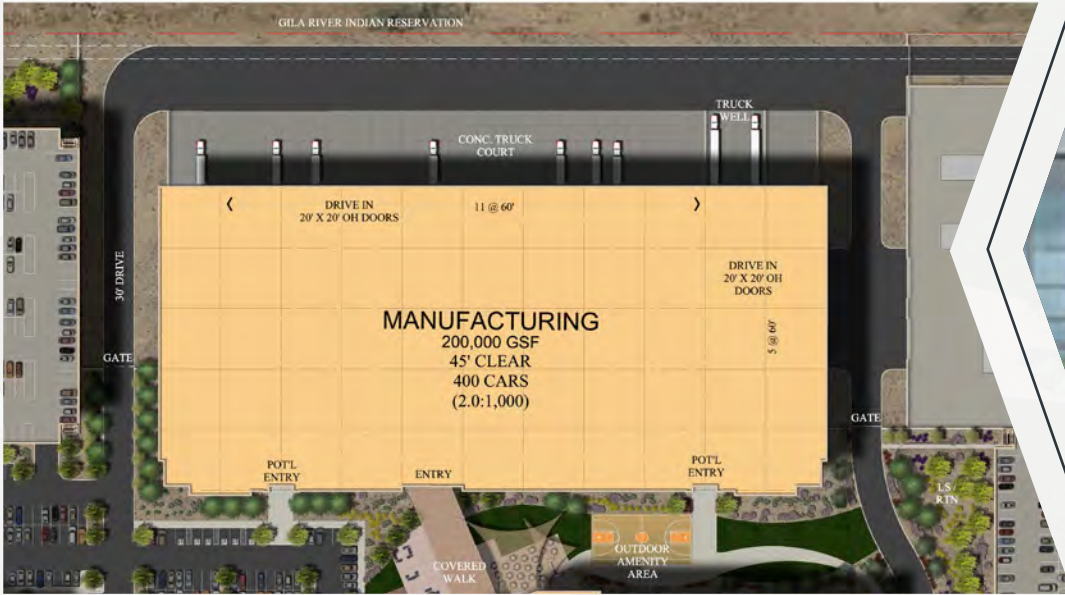 GILA RIVER INDIAN RESERVATION
TRUCK
WELL
CONC. TRUCK
COURT
DRIVE IN
20' X 20' OH DOORS
11 @ 60'
DRIVE IN
20' X 20' OH
DOORS
30' DRIVE
5 @ 60'
MANUFACTURING
200,000 GSF
45' CLEAR
400 CARS
(2.0:1,000)
GATE
GATE
POT'L
ENTRY
ENTRY
POT'L
ENTRY
LS /
RTN
OUTDOOR
AMENITY
AREA
COVERED
WALK